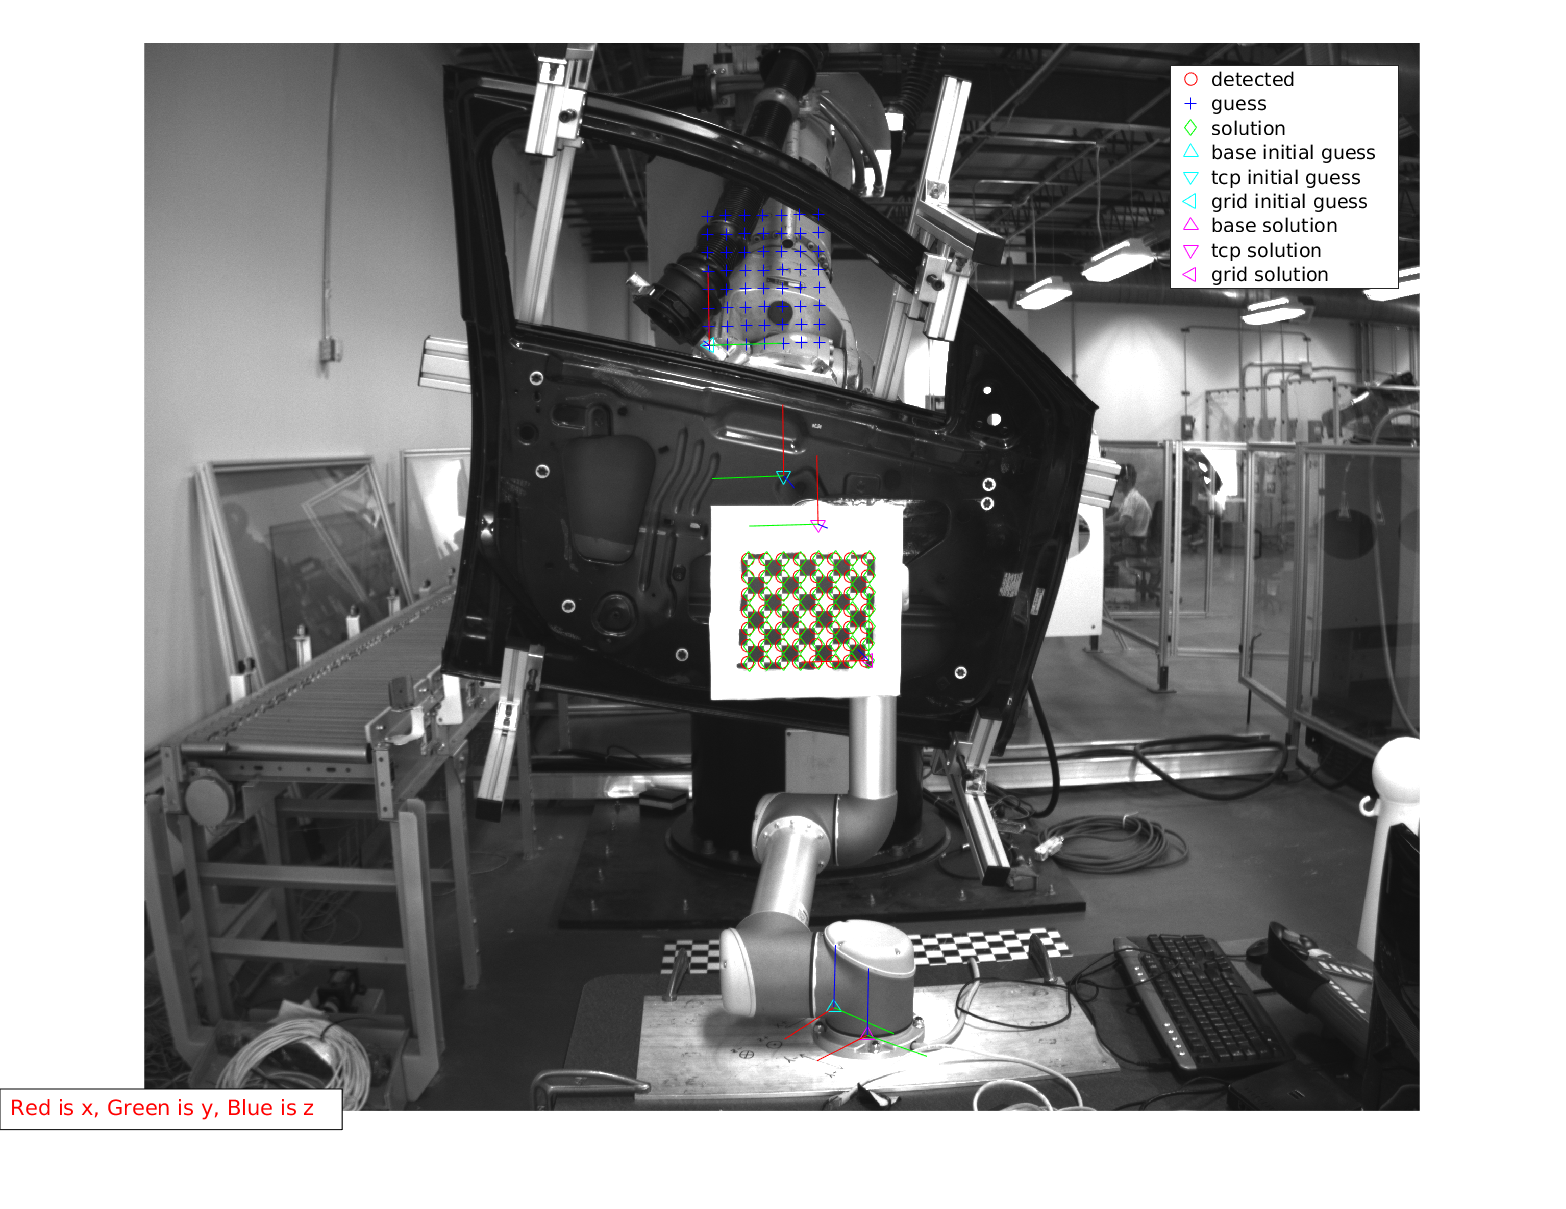 detected
guess
solution
base initial guess
tcp initial guess
grid initial guess
base solution
tcp solution
grid solution
Red is x, Green is y, Blue is z